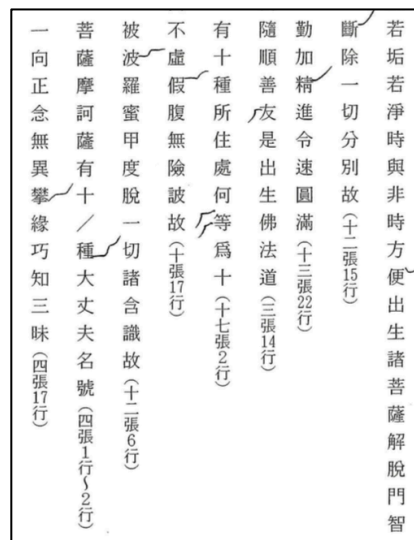 若垢若淨時與非時方便出生諸菩薩解脫門智
斷除一切分別故(十二張15行)
勤加精進令速圓滿(十三張22行)
隨順善友是出生佛法道(三張14行)
有十種所住處何等爲十(十七張2行)
不虛假腹無險詖故(十張17行)
被波羅蜜甲度脫一切諸含識故(十二張6行)
菩薩摩訶薩有十/種大丈夫名號(四張1行~2行)
一向正念無異攀緣巧知三昧(四張17行)